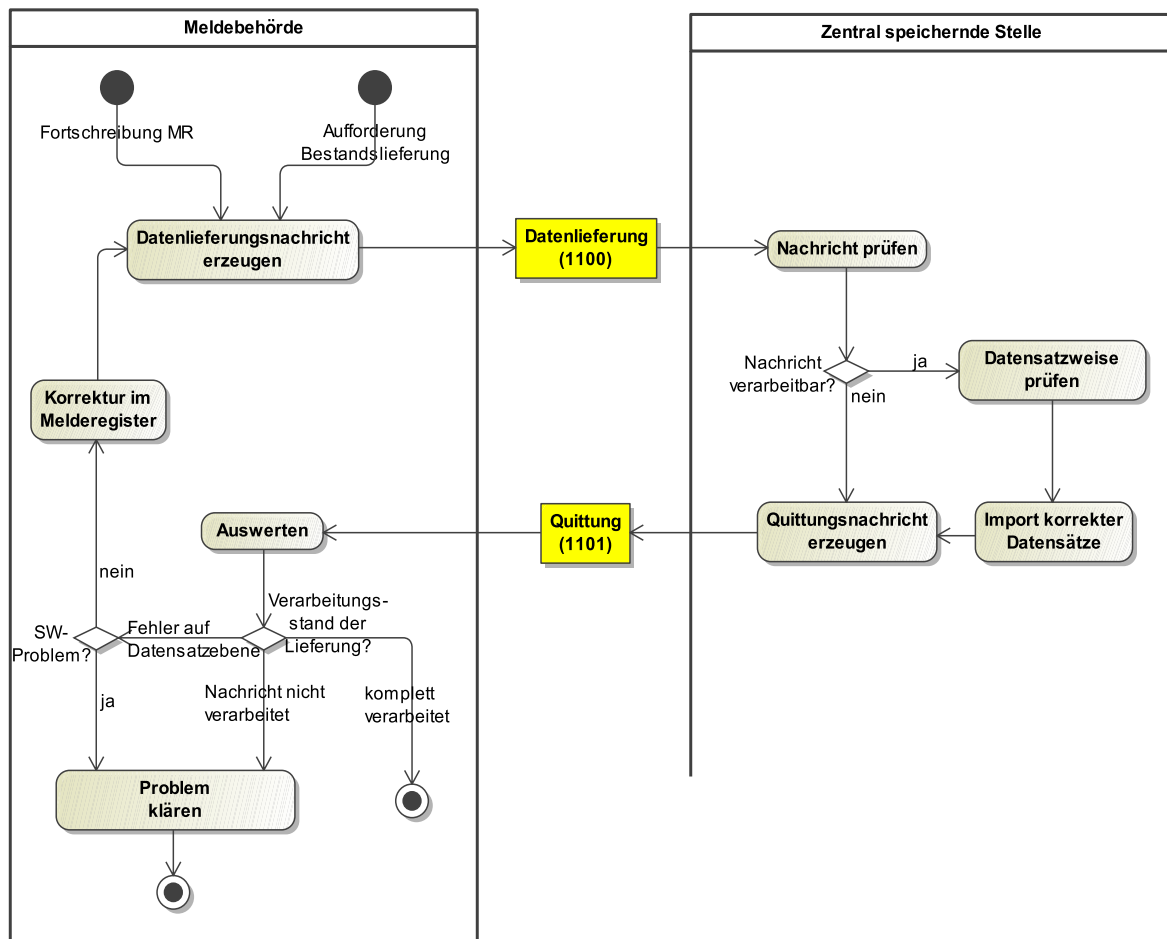 Meldebehörde
Zentral speichernde Stelle
Fortschreibung MR
Aufforderung
Bestandslieferung
Datenlieferungsnachricht
erzeugen
Datenlieferung
(1100)
Nachricht prüfen
Nachricht
verarbeitbar?
ja
nein
Datensatzweise
prüfen
Korrektur im
Melderegister
Auswerten
Quittung
(1101)
Quittungsnachricht
erzeugen
Import korrekter
Datensätze
nein
SW-
Problem?
Fehler auf
Datensatzebene
Verarbeitungs-
stand der
Lieferung?
ja
Nachricht nicht
verarbeitet
komplett
verarbeitet
Problem
klären